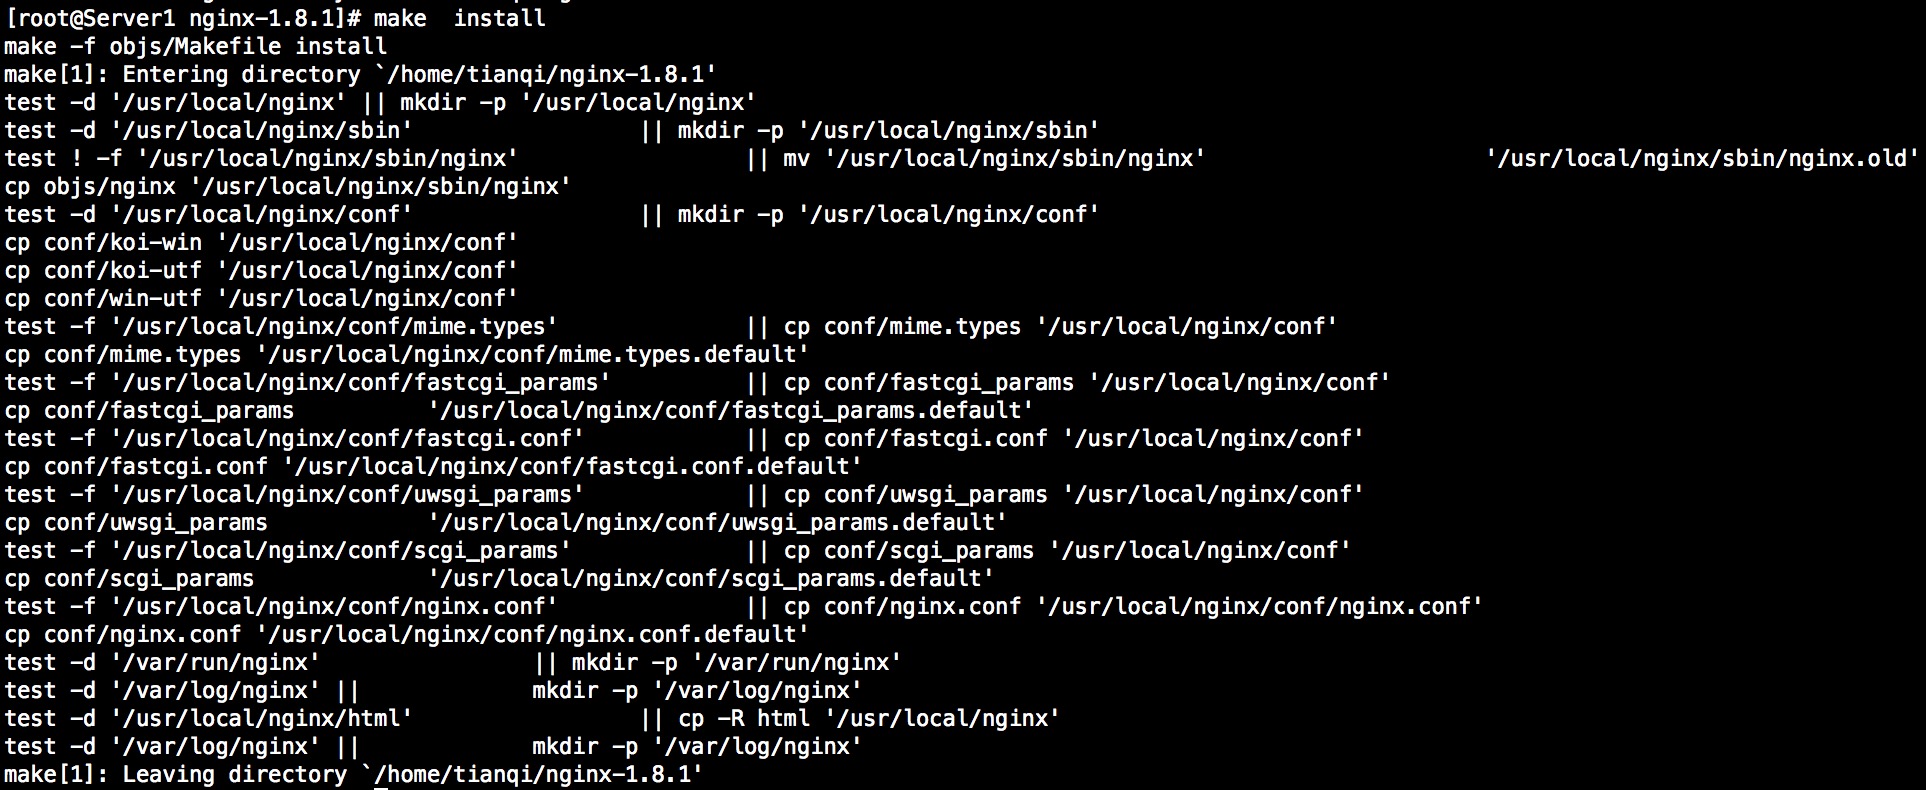 [root@Server1 nginx-1.8.1]# make  install
make -f objs/Makefile install
make[1]: Entering directory `/home/tianqi/nginx-1.8.1'
test -d '/usr/local/nginx' || mkdir -p '/usr/local/nginx'
test -d '/usr/local/nginx/sbin'                 || mkdir -p '/usr/local/nginx/sbin'
test ! -f '/usr/local/nginx/sbin/nginx'                 || mv '/usr/local/nginx/sbin/nginx'                     '/usr/local/nginx/sbin/nginx.old'
cp objs/nginx '/usr/local/nginx/sbin/nginx'
test -d '/usr/local/nginx/conf'                 || mkdir -p '/usr/local/nginx/conf'
cp conf/koi-win '/usr/local/nginx/conf'
cp conf/koi-utf '/usr/local/nginx/conf'
cp conf/win-utf '/usr/local/nginx/conf'
test -f '/usr/local/nginx/conf/mime.types'              || cp conf/mime.types '/usr/local/nginx/conf'
cp conf/mime.types '/usr/local/nginx/conf/mime.types.default'
test -f '/usr/local/nginx/conf/fastcgi_params'          || cp conf/fastcgi_params '/usr/local/nginx/conf'
cp conf/fastcgi_params          '/usr/local/nginx/conf/fastcgi_params.default'
test -f '/usr/local/nginx/conf/fastcgi.conf'            || cp conf/fastcgi.conf '/usr/local/nginx/conf'
cp conf/fastcgi.conf '/usr/local/nginx/conf/fastcgi.conf.default'
test -f '/usr/local/nginx/conf/uwsgi_params'            || cp conf/uwsgi_params '/usr/local/nginx/conf'
cp conf/uwsgi_params            '/usr/local/nginx/conf/uwsgi_params.default'
test -f '/usr/local/nginx/conf/scgi_params'             || cp conf/scgi_params '/usr/local/nginx/conf'
cp conf/scgi_params             '/usr/local/nginx/conf/scgi_params.default'
test -f '/usr/local/nginx/conf/nginx.conf'              || cp conf/nginx.conf '/usr/local/nginx/conf/nginx.conf'
cp conf/nginx.conf '/usr/local/nginx/conf/nginx.conf.default'
test -d '/var/run/nginx'                || mkdir -p '/var/run/nginx'
test -d '/var/log/nginx' ||             mkdir -p '/var/log/nginx'
test -d '/usr/local/nginx/html'                 || cp -R html '/usr/local/nginx'
test -d '/var/log/nginx' ||             mkdir -p '/var/log/nginx'
make[1]: Leaving directory `/home/tianqi/nginx-1.8.1'